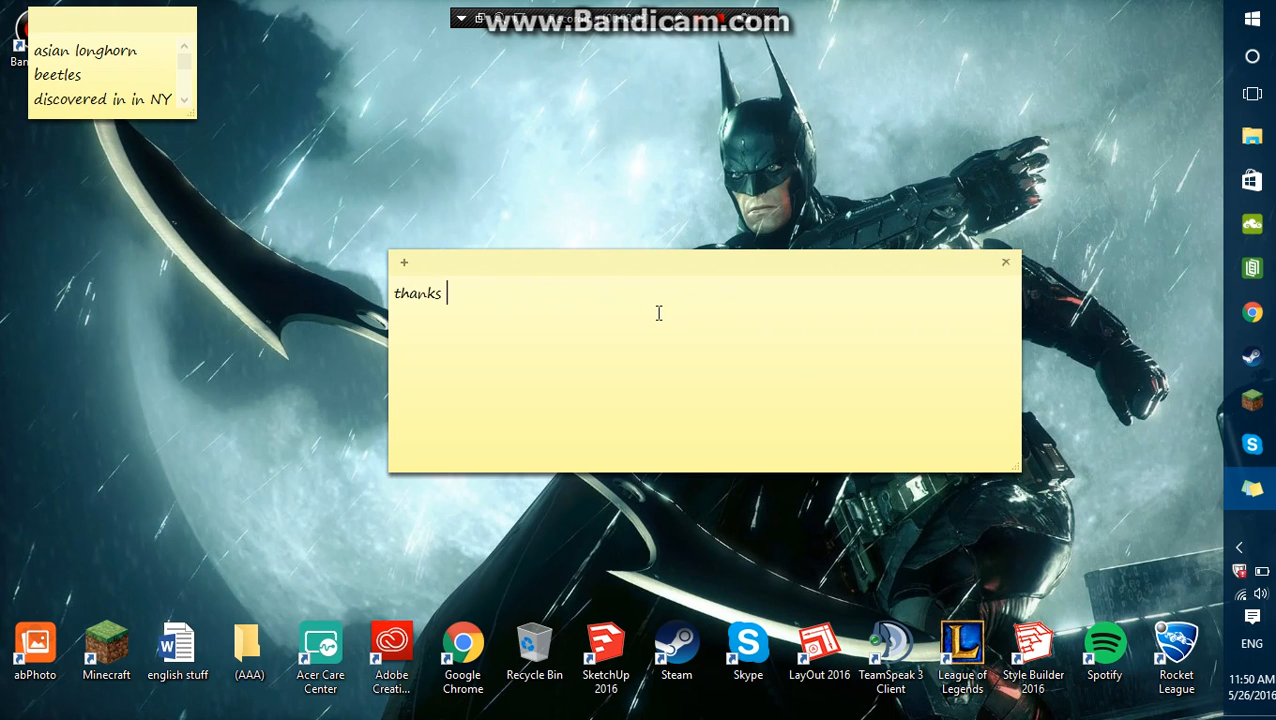 www.Bandicam.com
asian longhorn
beetles
discovered in in NY
thanks
abPhoto
Minecraft
english stuff
(AAA)
Acer Care
Center
Adobe
Creati...
Google
Chrome
Recycle Bin
SketchUp
2016
Steam
Skype
LayOut 2016
TeamSpeak 3
Client
League of
Legends
Style Builder
2016
Spotify
Rocket
League
ENG
11:50 AM
5/26/2016